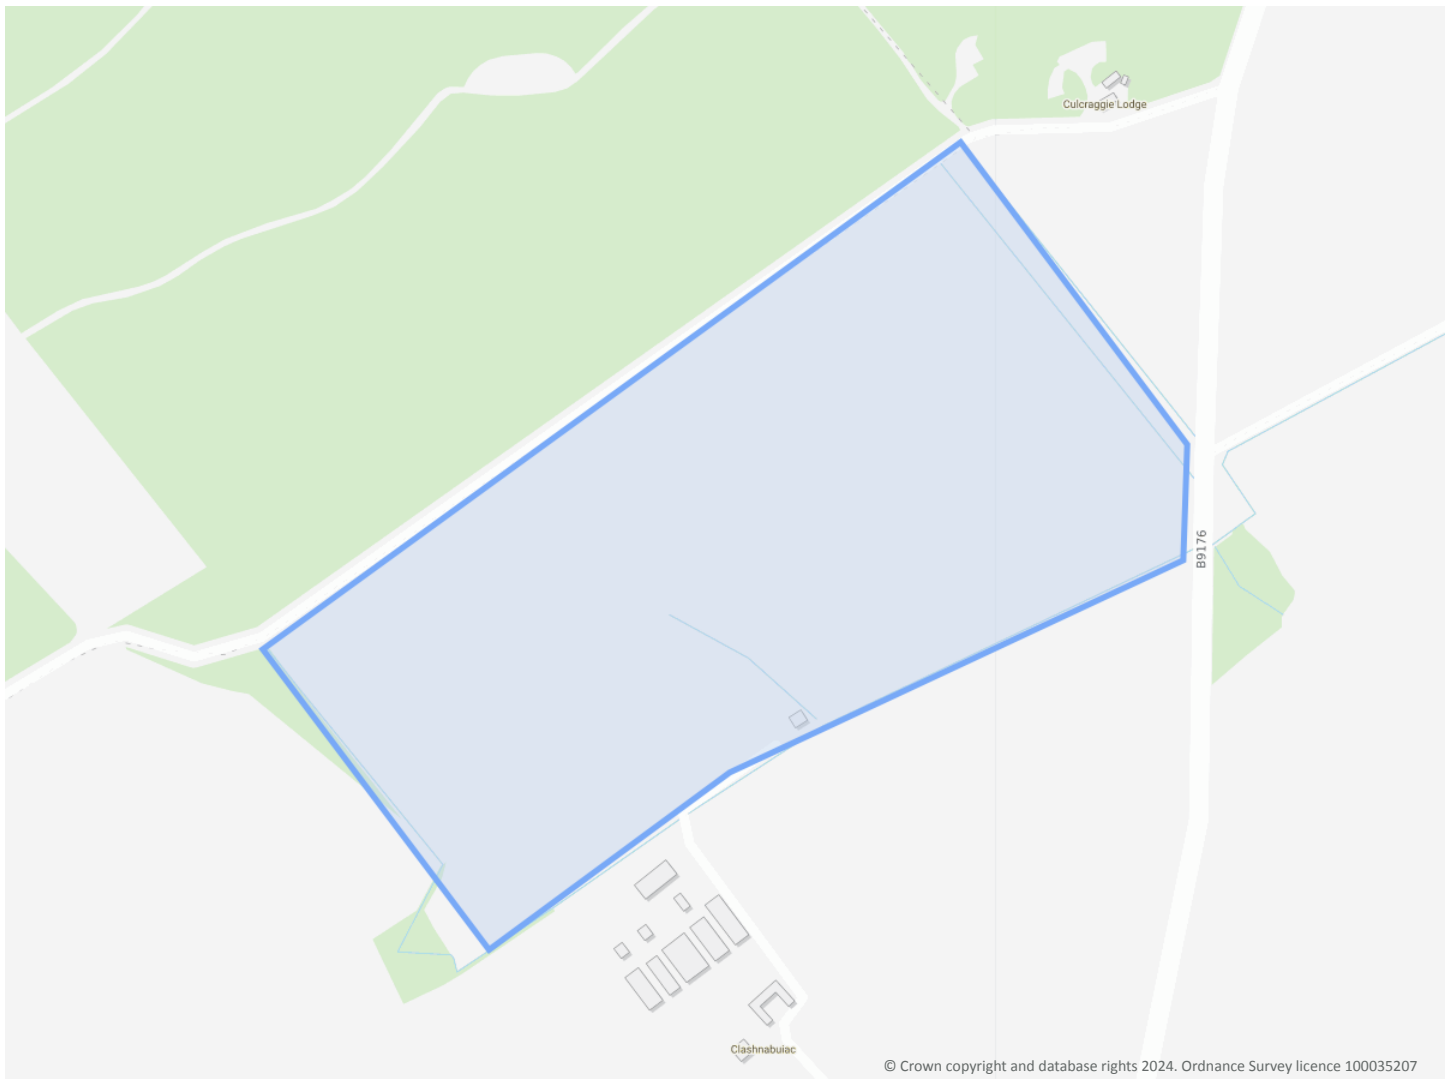 Culcraggie Lodge
B9176
Clashnabuiac
© Crown copyright and database rights 2024. Ordnance Survey licence 100035207